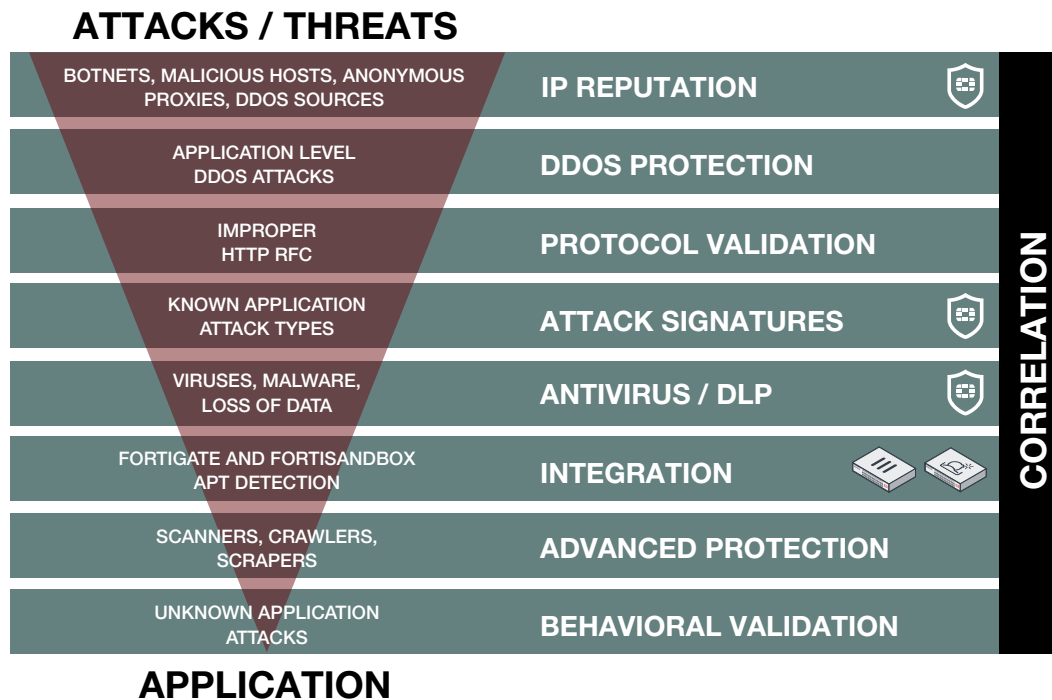 ATTACKS / THREATS
BOTNETS, MALICIOUS HOSTS, ANONYMOUS
PROXIES, DDOS SOURCES
IP REPUTATION
APPLICATION LEVEL
DDOS ATTACKS
DDOS PROTECTION
IMPROPER
HTTP RFC
PROTOCOL VALIDATION
KNOWN APPLICATION
ATTACK TYPES
ATTACK SIGNATURES
VIRUSES, MALWARE,
LOSS OF DATA
ANTIVIRUS / DLP
FORTIGATE AND FORTISANDBOX
APT DETECTION
INTEGRATION
SCANNERS, CRAWLERS,
SCRAPERS
ADVANCED PROTECTION
UNKNOWN APPLICATION
ATTACKS
BEHAVIORAL VALIDATION
CORRELATION
APPLICATION